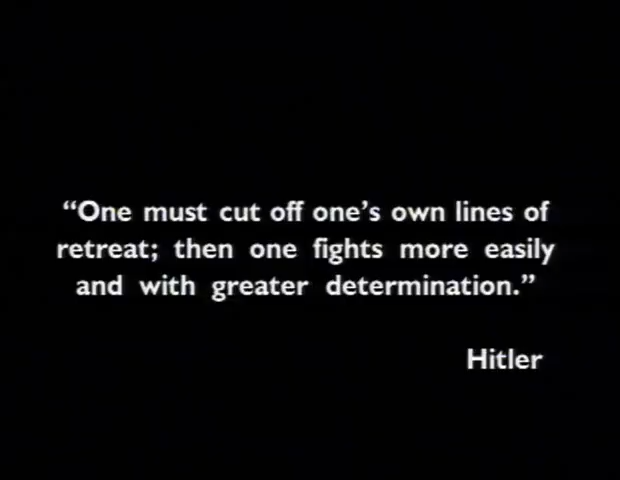 “One must cut off one’s own lines of
retreat; then one fights more easily
and with greater determination.”
Hitler